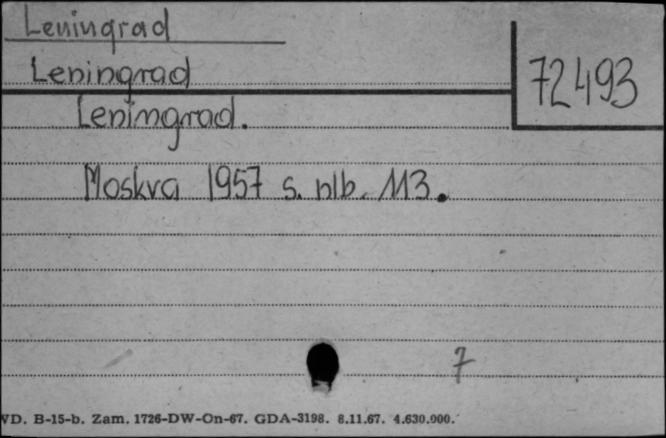 Leningrad
Leningrad
72493
Leningrad.
Moskva 1957 s. nlb. 113.
7
VD. B-15-b. Zam. 1726-DW-On-67. GDA-3198. 8.11.67. 4.630.000.